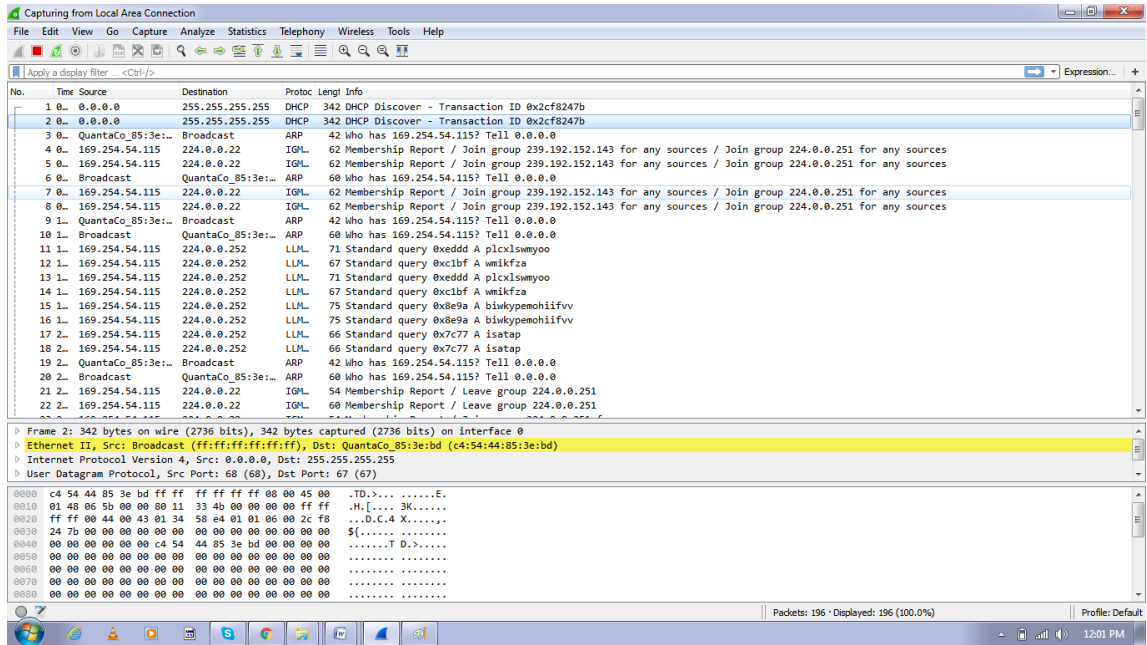 Capturing from Local Area Connection
File Edit View Go Capture Analyze Statistics Telephony Wireless Tools Help
Apply a display filter ... <Ctrl-/> Expression... +
No. Time Source Destination Protoc Lengt Info
1 0… 0.0.0.0 255.255.255.255 DHCP 342 DHCP Discover - Transaction ID 0x2cf8247b
2 0… 0.0.0.0 255.255.255.255 DHCP 342 DHCP Discover - Transaction ID 0x2cf8247b
3 0… QuantaCo_85:3e:… Broadcast ARP 42 Who has 169.254.54.115? Tell 0.0.0.0
4 0… 169.254.54.115 224.0.0.22 IGM… 62 Membership Report / Join group 239.192.152.143 for any sources / Join group 224.0.0.251 for any sources
5 0… 169.254.54.115 224.0.0.22 IGM… 62 Membership Report / Join group 239.192.152.143 for any sources / Join group 224.0.0.251 for any sources
6 0… Broadcast QuantaCo_85:3e:… ARP 60 Who has 169.254.54.115? Tell 0.0.0.0
7 0… 169.254.54.115 224.0.0.22 IGM… 62 Membership Report / Join group 239.192.152.143 for any sources / Join group 224.0.0.251 for any sources
8 0… 169.254.54.115 224.0.0.22 IGM… 62 Membership Report / Join group 239.192.152.143 for any sources / Join group 224.0.0.251 for any sources
9 1… QuantaCo_85:3e:… Broadcast ARP 42 Who has 169.254.54.115? Tell 0.0.0.0
10 1… Broadcast QuantaCo_85:3e:… ARP 60 Who has 169.254.54.115? Tell 0.0.0.0
11 1… 169.254.54.115 224.0.0.252 LLM… 71 Standard query 0xeddd A plcxlswmyoo
12 1… 169.254.54.115 224.0.0.252 LLM… 67 Standard query 0xc1bf A wmikfza
13 1… 169.254.54.115 224.0.0.252 LLM… 71 Standard query 0xeddd A plcxlswmyoo
14 1… 169.254.54.115 224.0.0.252 LLM… 67 Standard query 0xc1bf A wmikfza
15 1… 169.254.54.115 224.0.0.252 LLM… 75 Standard query 0x8e9a A biwkypemohiifvv
16 1… 169.254.54.115 224.0.0.252 LLM… 75 Standard query 0x8e9a A biwkypemohiifvv
17 2… 169.254.54.115 224.0.0.252 LLM… 66 Standard query 0x7c77 A isatap
18 2… 169.254.54.115 224.0.0.252 LLM… 66 Standard query 0x7c77 A isatap
19 2… QuantaCo_85:3e:… Broadcast ARP 42 Who has 169.254.54.115? Tell 0.0.0.0
20 2… Broadcast QuantaCo_85:3e:… ARP 60 Who has 169.254.54.115? Tell 0.0.0.0
21 2… 169.254.54.115 224.0.0.22 IGM… 54 Membership Report / Leave group 224.0.0.251
22 2… 169.254.54.115 224.0.0.22 IGM… 60 Membership Report / Leave group 224.0.0.251
Frame 2: 342 bytes on wire (2736 bits), 342 bytes captured (2736 bits) on interface 0
Ethernet II, Src: Broadcast (ff:ff:ff:ff:ff:ff), Dst: QuantaCo_85:3e:bd (c4:54:44:85:3e:bd)
Internet Protocol Version 4, Src: 0.0.0.0, Dst: 255.255.255.255
User Datagram Protocol, Src Port: 68 (68), Dst Port: 67 (67)
0000 c4 54 44 85 3e bd ff ff ff ff ff ff 08 00 45 00 .TD.>... ......E.
0010 01 48 06 5b 00 00 80 11 33 4b 00 00 00 00 ff ff .H.[.... 3K......
0020 ff ff 00 44 00 43 01 34 58 e4 01 01 06 00 2c f8 ...D.C.4 X.....,.
0030 24 7b 00 00 00 00 00 00 00 00 00 00 00 00 00 00 ${...... ........
0040 00 00 00 00 00 00 c4 54 44 85 3e bd 00 00 00 00 .......T D.>.....
0050 00 00 00 00 00 00 00 00 00 00 00 00 00 00 00 00 ........ ........
0060 00 00 00 00 00 00 00 00 00 00 00 00 00 00 00 00 ........ ........
0070 00 00 00 00 00 00 00 00 00 00 00 00 00 00 00 00 ........ ........
0080 00 00 00 00 00 00 00 00 00 00 00 00 00 00 00 00 ........ ........
Packets: 196 · Displayed: 196 (100.0%) Profile: Default
12:01 PM